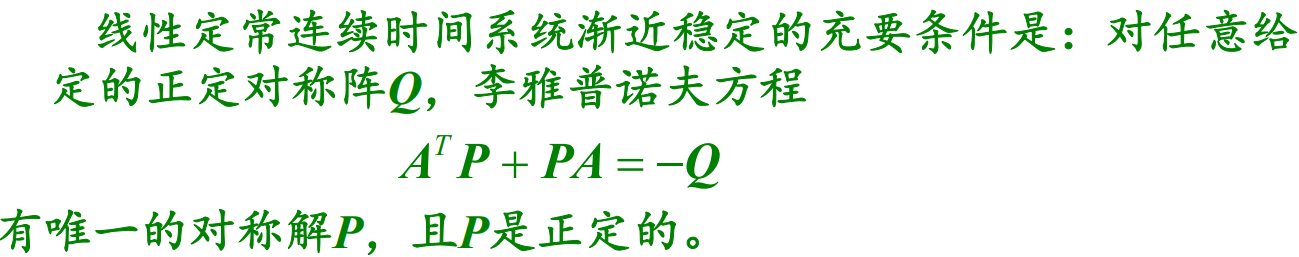 线性定常连续时间系统渐近稳定的充要条件是：对任意给
定的正定对称阵Q，李雅普诺夫方程
A^T P + PA = −Q
有唯一的对称解P，且P是正定的。